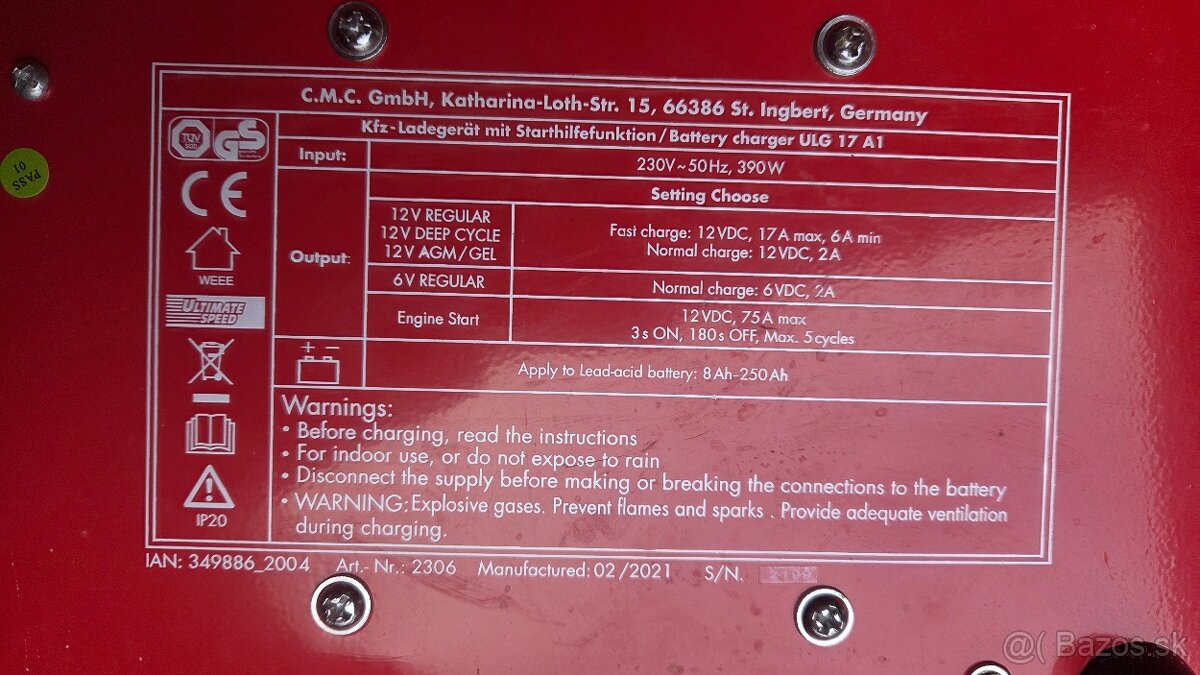 C.M.C. GmbH, Katharina-Loth-Str. 15, 66386 St. Ingbert, Germany
Kfz-Ladegerät mit Starthilfefunktion/Battery charger ULG 17 A1
TÜV
SÜD
GS
Input:
230V~50Hz, 390W
PASS
01
CE
Output:
Setting Choose
12V REGULAR
12V DEEP CYCLE
12V AGM/GEL
Fast charge: 12VDC, 17A max, 6A min
Normal charge: 12VDC, 2A
WEEE
6V REGULAR
Normal charge: 6VDC, 2A
ULTIMATE
SPEED
Engine Start
12VDC, 75A max
3s ON, 180s OFF, Max. 5cycles
+ −
Apply to Lead-acid battery: 8Ah-250Ah
Warnings:
• Before charging, read the instructions
• For indoor use, or do not expose to rain
• Disconnect the supply before making or breaking the connections to the battery
• WARNING: Explosive gases. Prevent flames and sparks . Provide adequate ventilation
during charging.
IP20
IAN: 349886_2004 Art.- Nr.: 2306 Manufactured: 02/2021 S/N.
@( Bazos.sk